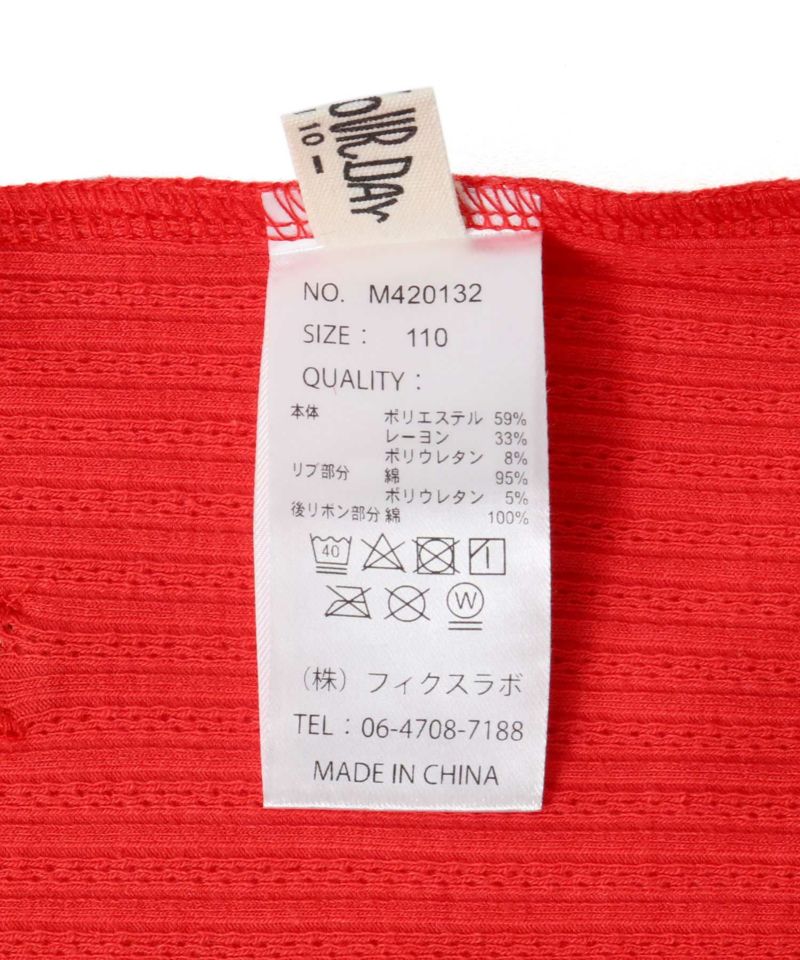 OUR.DAY
110
NO. M420132
SIZE : 110
QUALITY :
本体 ポリエステル 59%
レーヨン 33%
ポリウレタン 8%
リブ部分 綿 95%
ポリウレタン 5%
後リボン部分 綿 100%
40
W
(株) フィクスラボ
TEL : 06-4708-7188
MADE IN CHINA